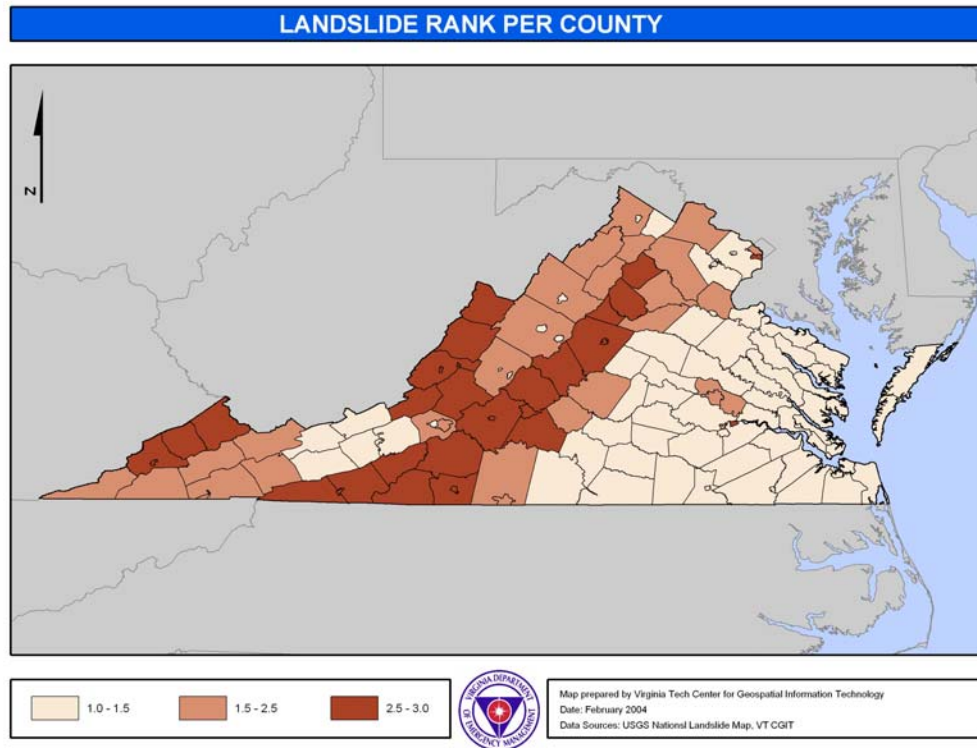 LANDSLIDE RANK PER COUNTY
N
1.0 - 1.5
1.5 - 2.5
2.5 - 3.0
VIRGINIA DEPARTMENT
OF EMERGENCY MANAGEMENT
Map prepared by Virginia Tech Center for Geospatial Information Technology
Date: February 2004
Data Sources: USGS National Landslide Map, VT CGIT